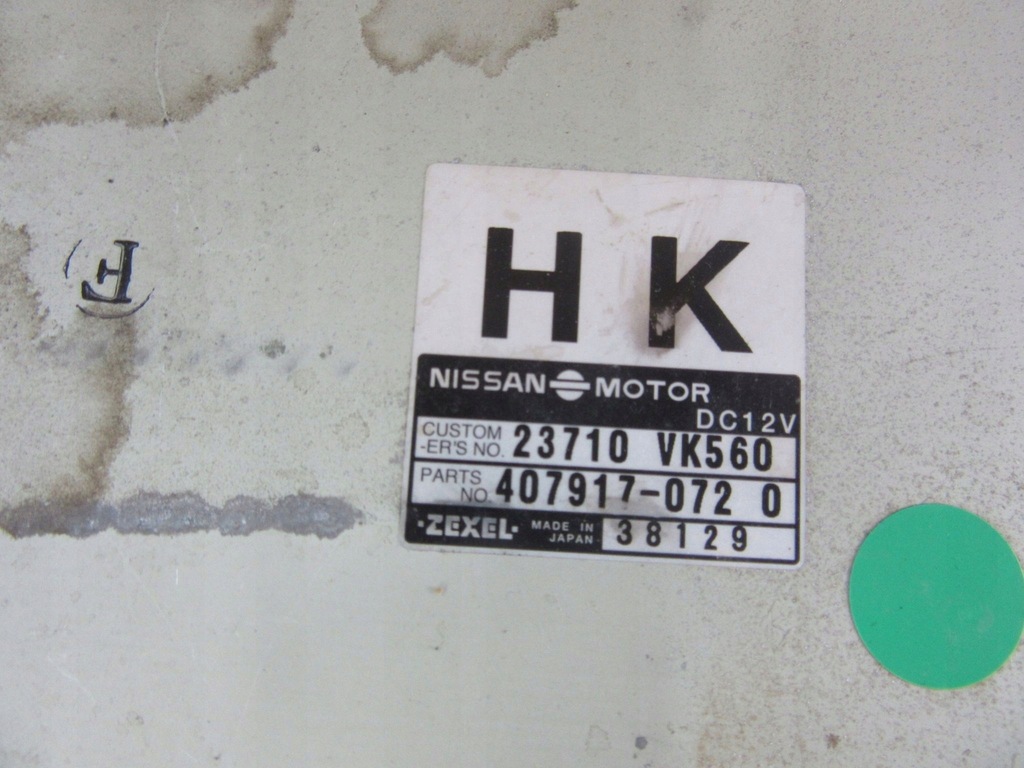 F
HK
NISSAN MOTOR
DC12V
CUSTOM
-ER'S NO. 23710 VK560
PARTS
NO. 407917-072 0
·ZEXEL· MADE IN
JAPAN 38129